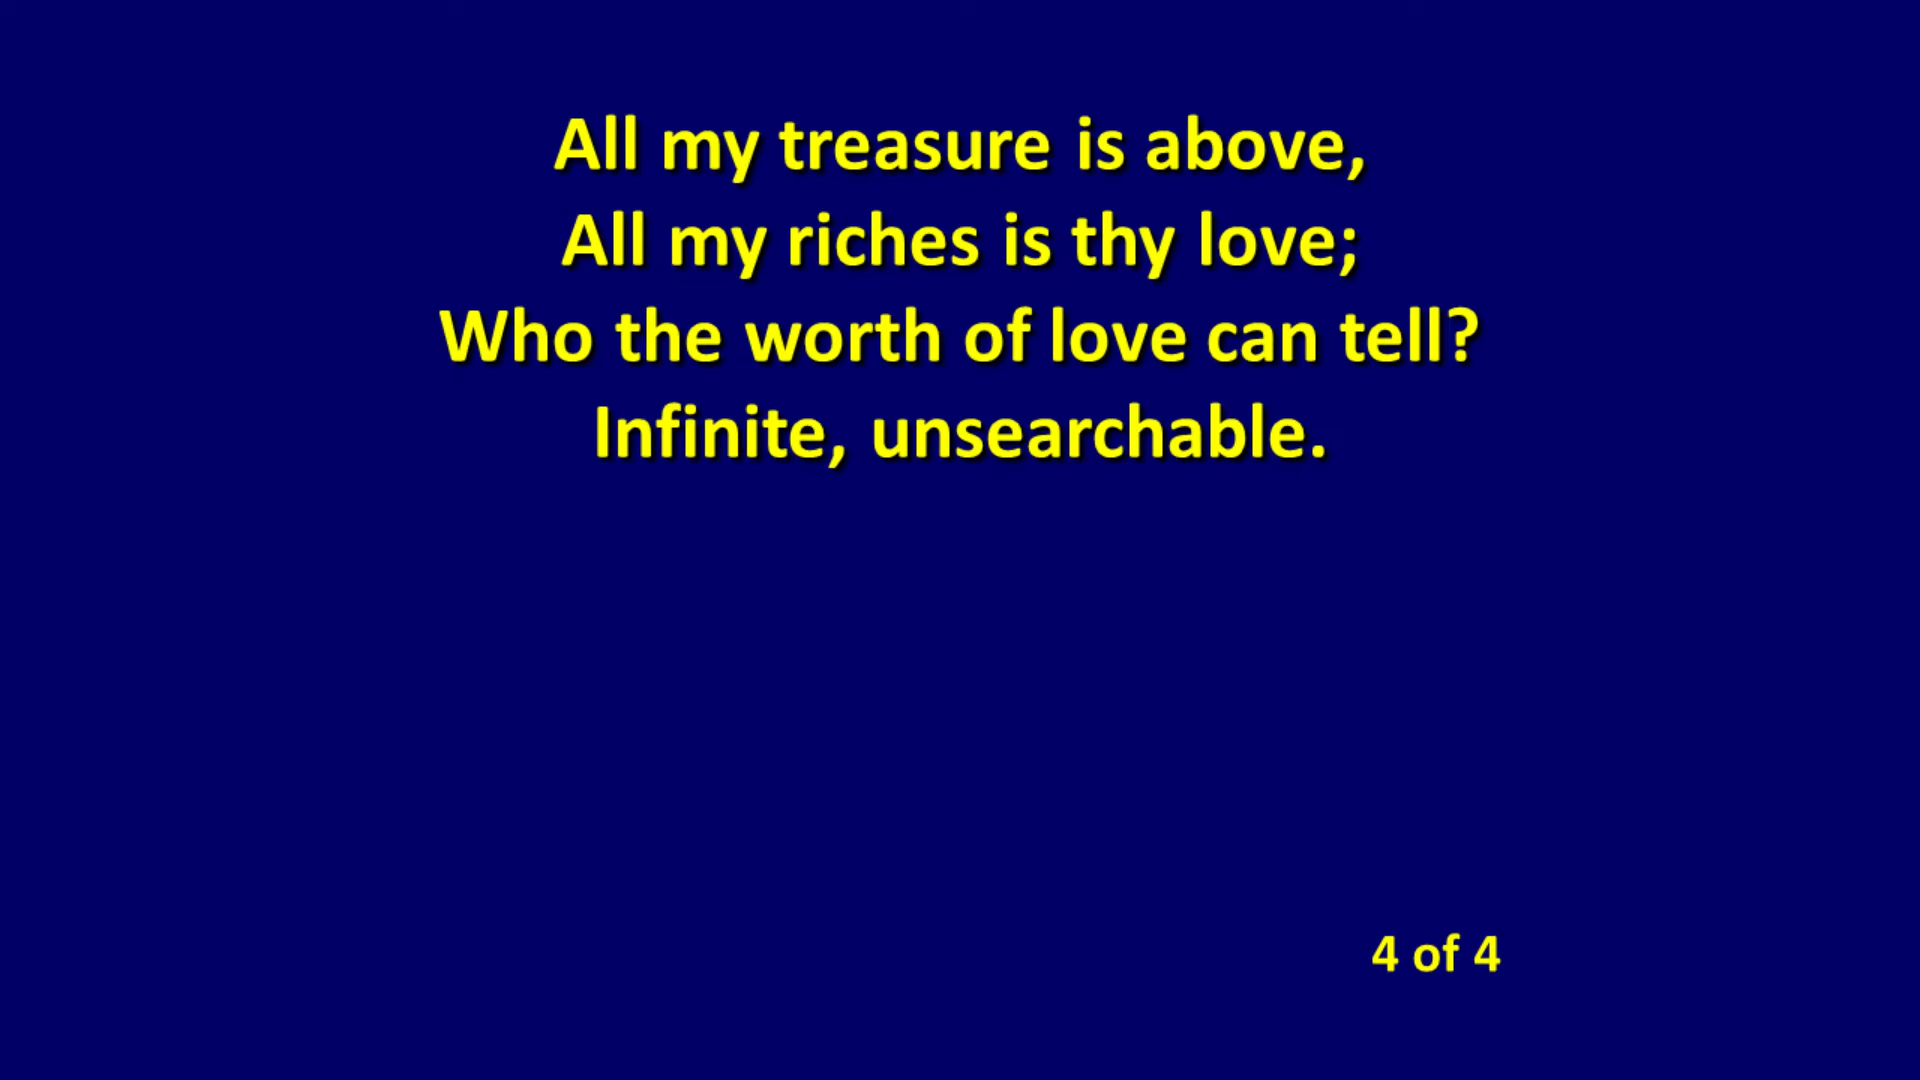 All my treasure is above,
All my riches is thy love;
Who the worth of love can tell?
Infinite, unsearchable.
4 of 4